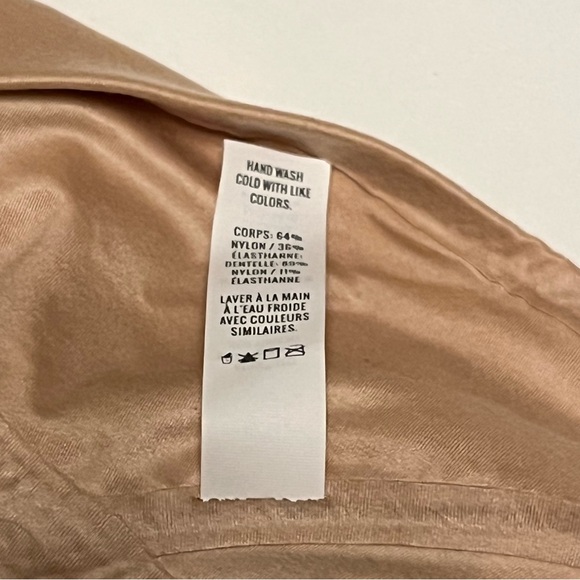 HAND WASH
COLD WITH LIKE
COLORS.
CORPS: 64%
NYLON / 36%
ÉLASTHANNE;
DENTELLE: 89%
NYLON / 11%
ÉLASTHANNE
LAVER À LA MAIN
À L'EAU FROIDE
AVEC COULEURS
SIMILAIRES.